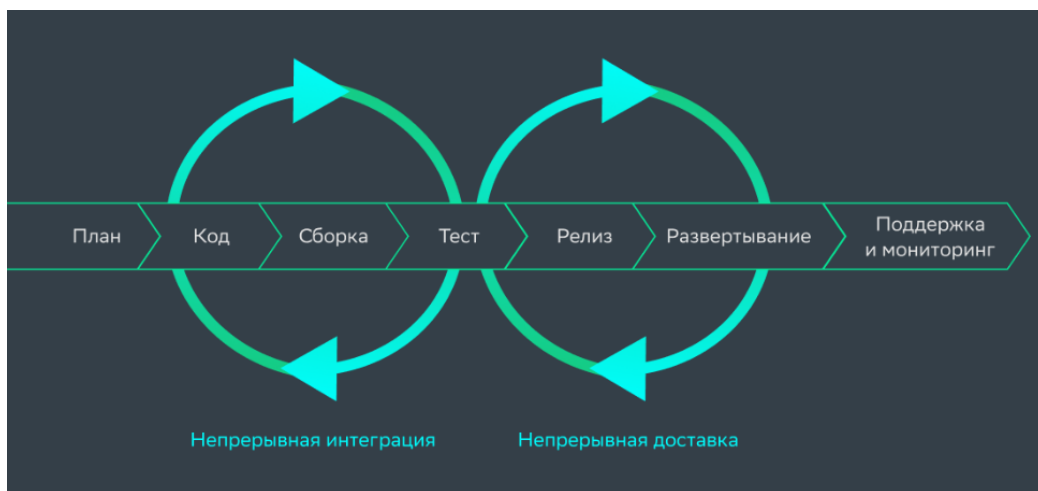 План
Код
Сборка
Тест
Релиз
Развертывание
Поддержка
и мониторинг
Непрерывная интеграция
Непрерывная доставка